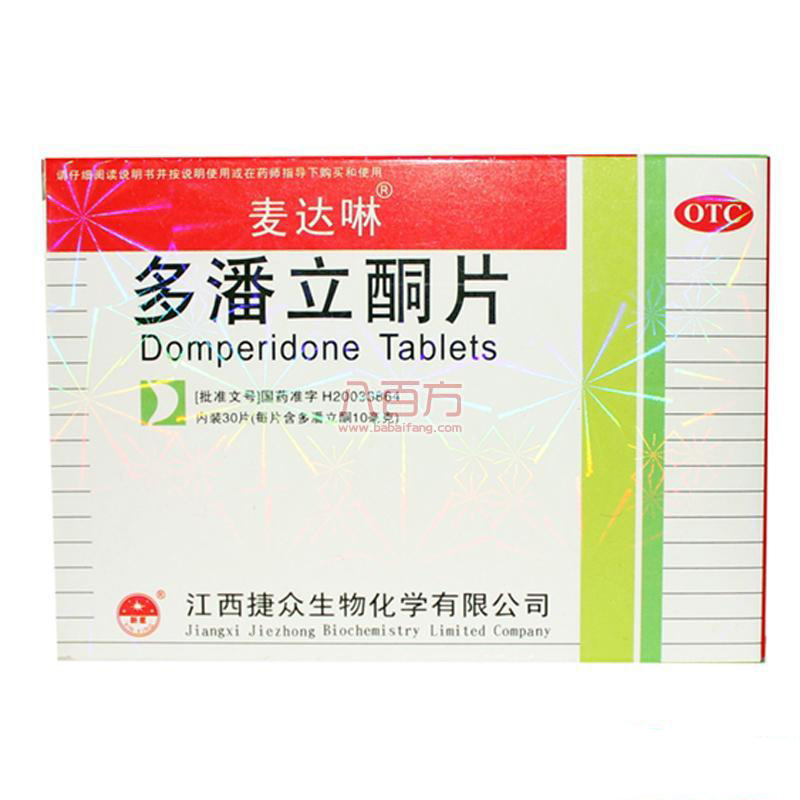 请仔细阅读说明书并按说明使用或在药师指导下购买和使用
麦达啉®
OTC
多潘立酮片
Domperidone Tablets
[批准文号]国药准字 H20033864
内装30片(每片含多潘立酮10毫克)
八百方
www.babaifang.com
江西捷众生物化学有限公司
Jiangxi Jiezhong Biochemistry Limited Company